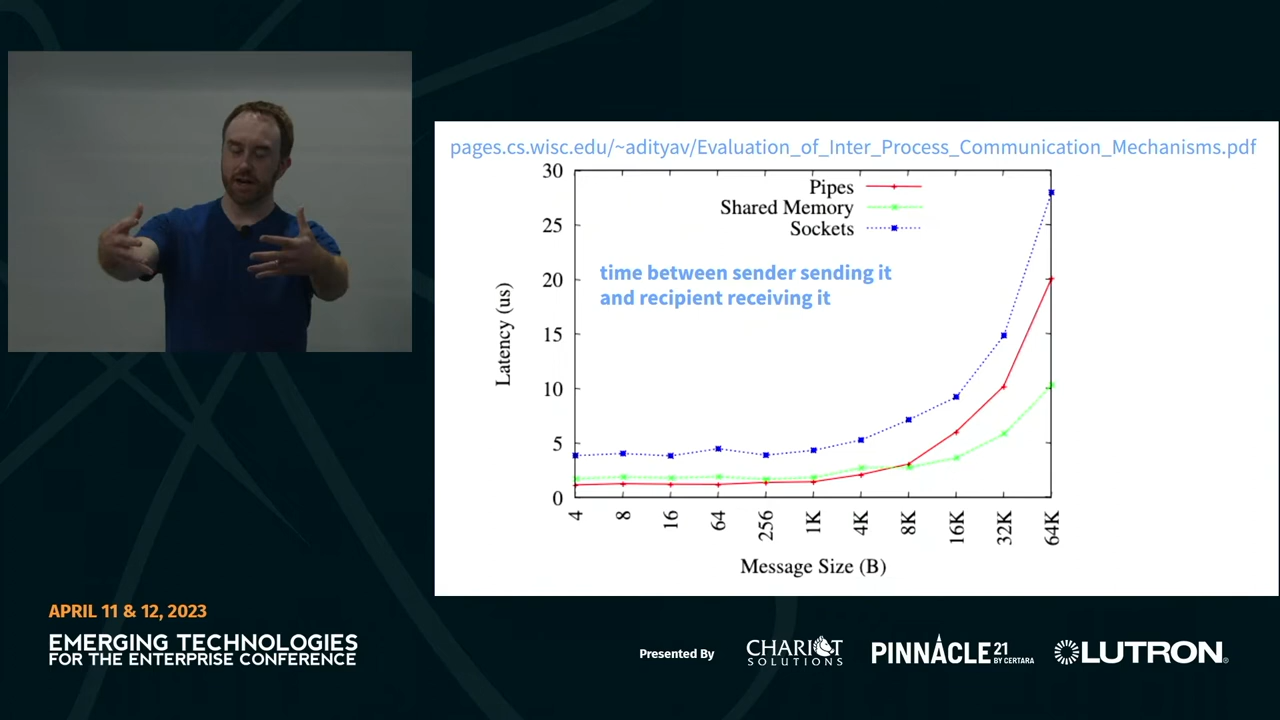 pages.cs.wisc.edu/~adityav/Evaluation_of_Inter_Process_Communication_Mechanisms.pdf
30
25
20
15
10
5
0
Latency (us)
Pipes
Shared Memory
Sockets
time between sender sending it
and recipient receiving it
4
8
16
64
256
1K
4K
8K
16K
32K
64K
Message Size (B)
APRIL 11 & 12, 2023
EMERGING TECHNOLOGIES
FOR THE ENTERPRISE CONFERENCE
Presented By
CHARIOT
SOLUTIONS
PINNACLE 21
BY CERTARA
LUTRON®